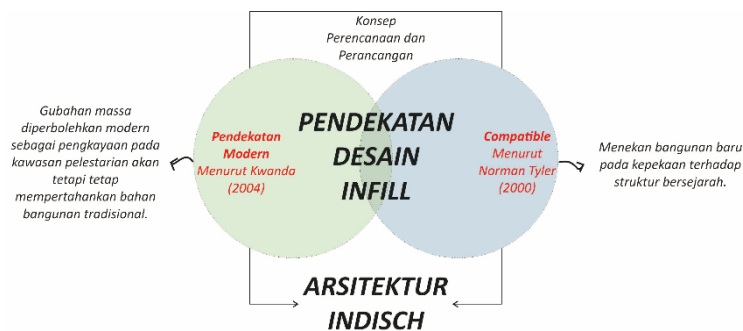 Konsep
Perencanaan dan
Perancangan
Gubahan massa
diperbolehkan modern
sebagai pengkayaan pada
kawasan pelestarian akan
tetapi tetap
mempertahankan bahan
bangunan tradisional.
Pendekatan
Modern
Menurut Kwanda
(2004)
PENDEKATAN
DESAIN
INFILL
Compatible
Menurut
Norman Tyler
(2000)
Menekan bangunan baru
pada kepekaan terhadap
struktur bersejarah.
ARSITEKTUR
INDISCH